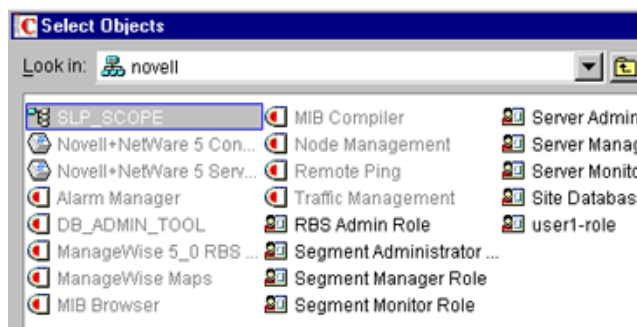 Select Objects
Look in: novell
SLP_SCOPE
Novell+NetWare 5 Con...
Novell+NetWare 5 Serv...
Alarm Manager
DB_ADMIN_TOOL
ManageWise 5_0 RBS ...
ManageWise Maps
MIB Browser
MIB Compiler
Node Management
Remote Ping
Traffic Management
RBS Admin Role
Segment Administrator ...
Segment Manager Role
Segment Monitor Role
Server Admin
Server Manag
Server Monito
Site Databas
user1-role